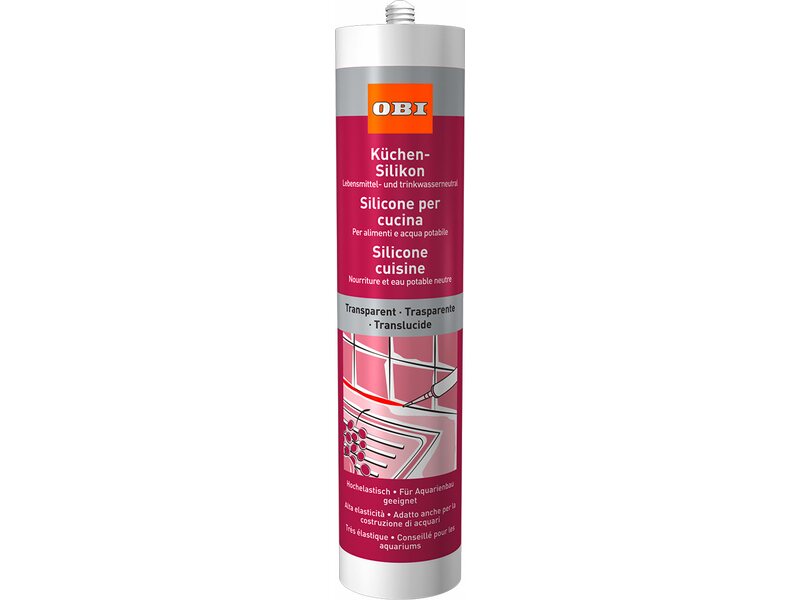 OBI
Küchen-
Silikon
Lebensmittel- und trinkwasserneutral
Silicone per
cucina
Per alimenti e acqua potabile
Silicone
cuisine
Nourriture et eau potable neutre
Transparent · Trasparente
· Translucide
Hochelastisch • Für Aquarienbau
geeignet
Alta elasticità • Adatto anche per la
costruzione di acquari
Très élastique • Conseillé pour les
aquariums